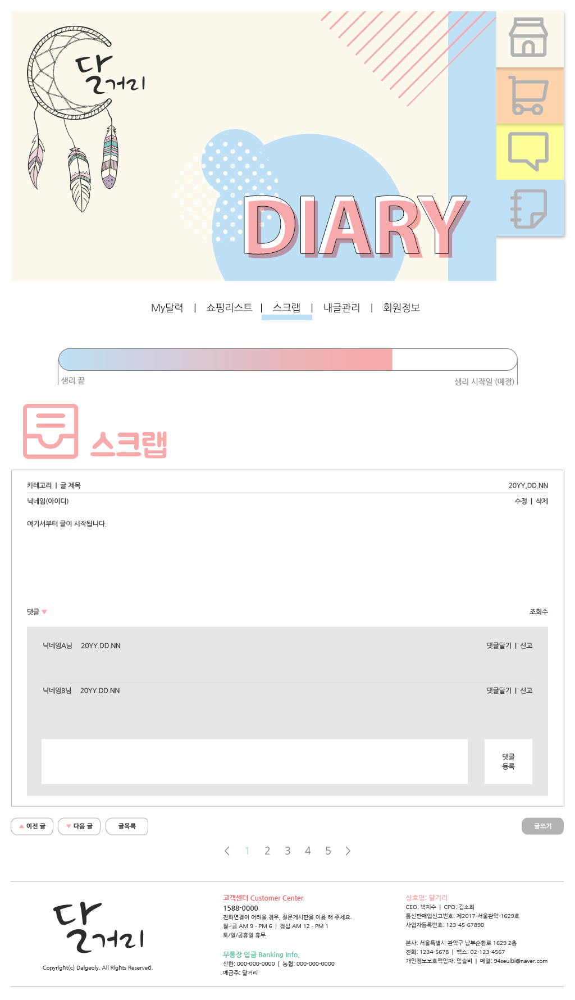 달거리
DIARY
My달력 | 쇼핑리스트 | 스크랩 | 내글관리 | 회원정보
생리 끝
생리 시작일 (예정)
스크랩
카테고리 | 글 제목
20YY,DD.NN
닉네임(아이디)
수정 | 삭제
여기서부터 글이 시작됩니다.
댓글 ▼
조회수
닉네임A님 20YY.DD.NN
댓글달기 | 신고
닉네임B님 20YY.DD.NN
댓글달기 | 신고
댓글
등록
▲ 이전 글
▼ 다음 글
글목록
글쓰기
< 1 2 3 4 5 >
달거리
Copyright(c) Dalgeoly. All Rights Reserved.
고객센터 Customer Center
1588-0000
전화연결이 어려울 경우, 질문게시판을 이용 해 주세요.
월~금 AM 9 - PM 6 | 점심 AM 12 - PM 1
토/일/공휴일 휴무
무통장 입금 Banking Info.
신한: 000-000-0000 | 농협: 000-000-0000
예금주: 달거리
상호명: 달거리
CEO: 박지수 | CPO: 김소희
통신판매업신고번호: 제2017-서울관악-1629호
사업자등록번호: 123-45-67890
본사: 서울특별시 관악구 남부순환로 1629 2층
전화: 1234-5678 | 팩스: 02-123-4567
개인정보보호책임자: 임슬비 | 메일: 94seulbi@naver.com